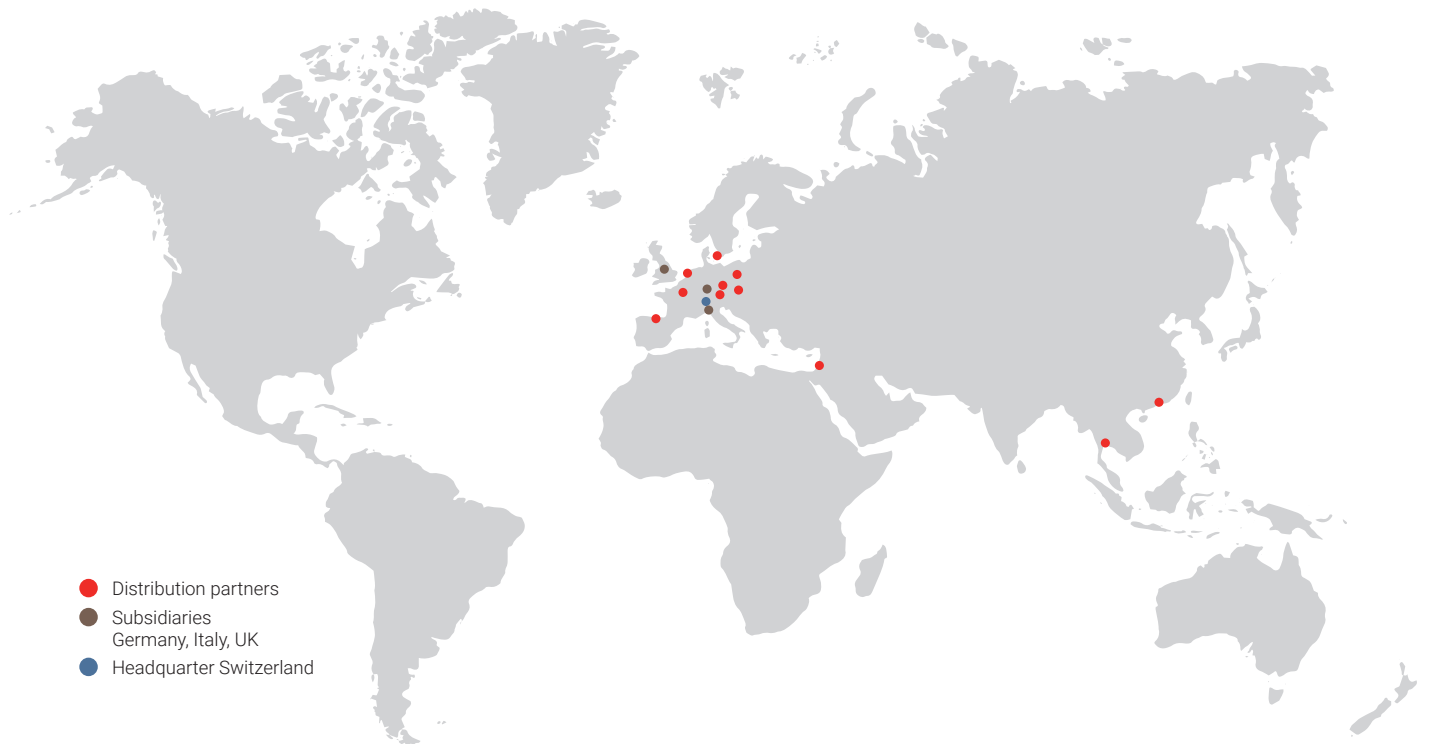 Distribution partners
Subsidiaries
Germany, Italy, UK
Headquarter Switzerland